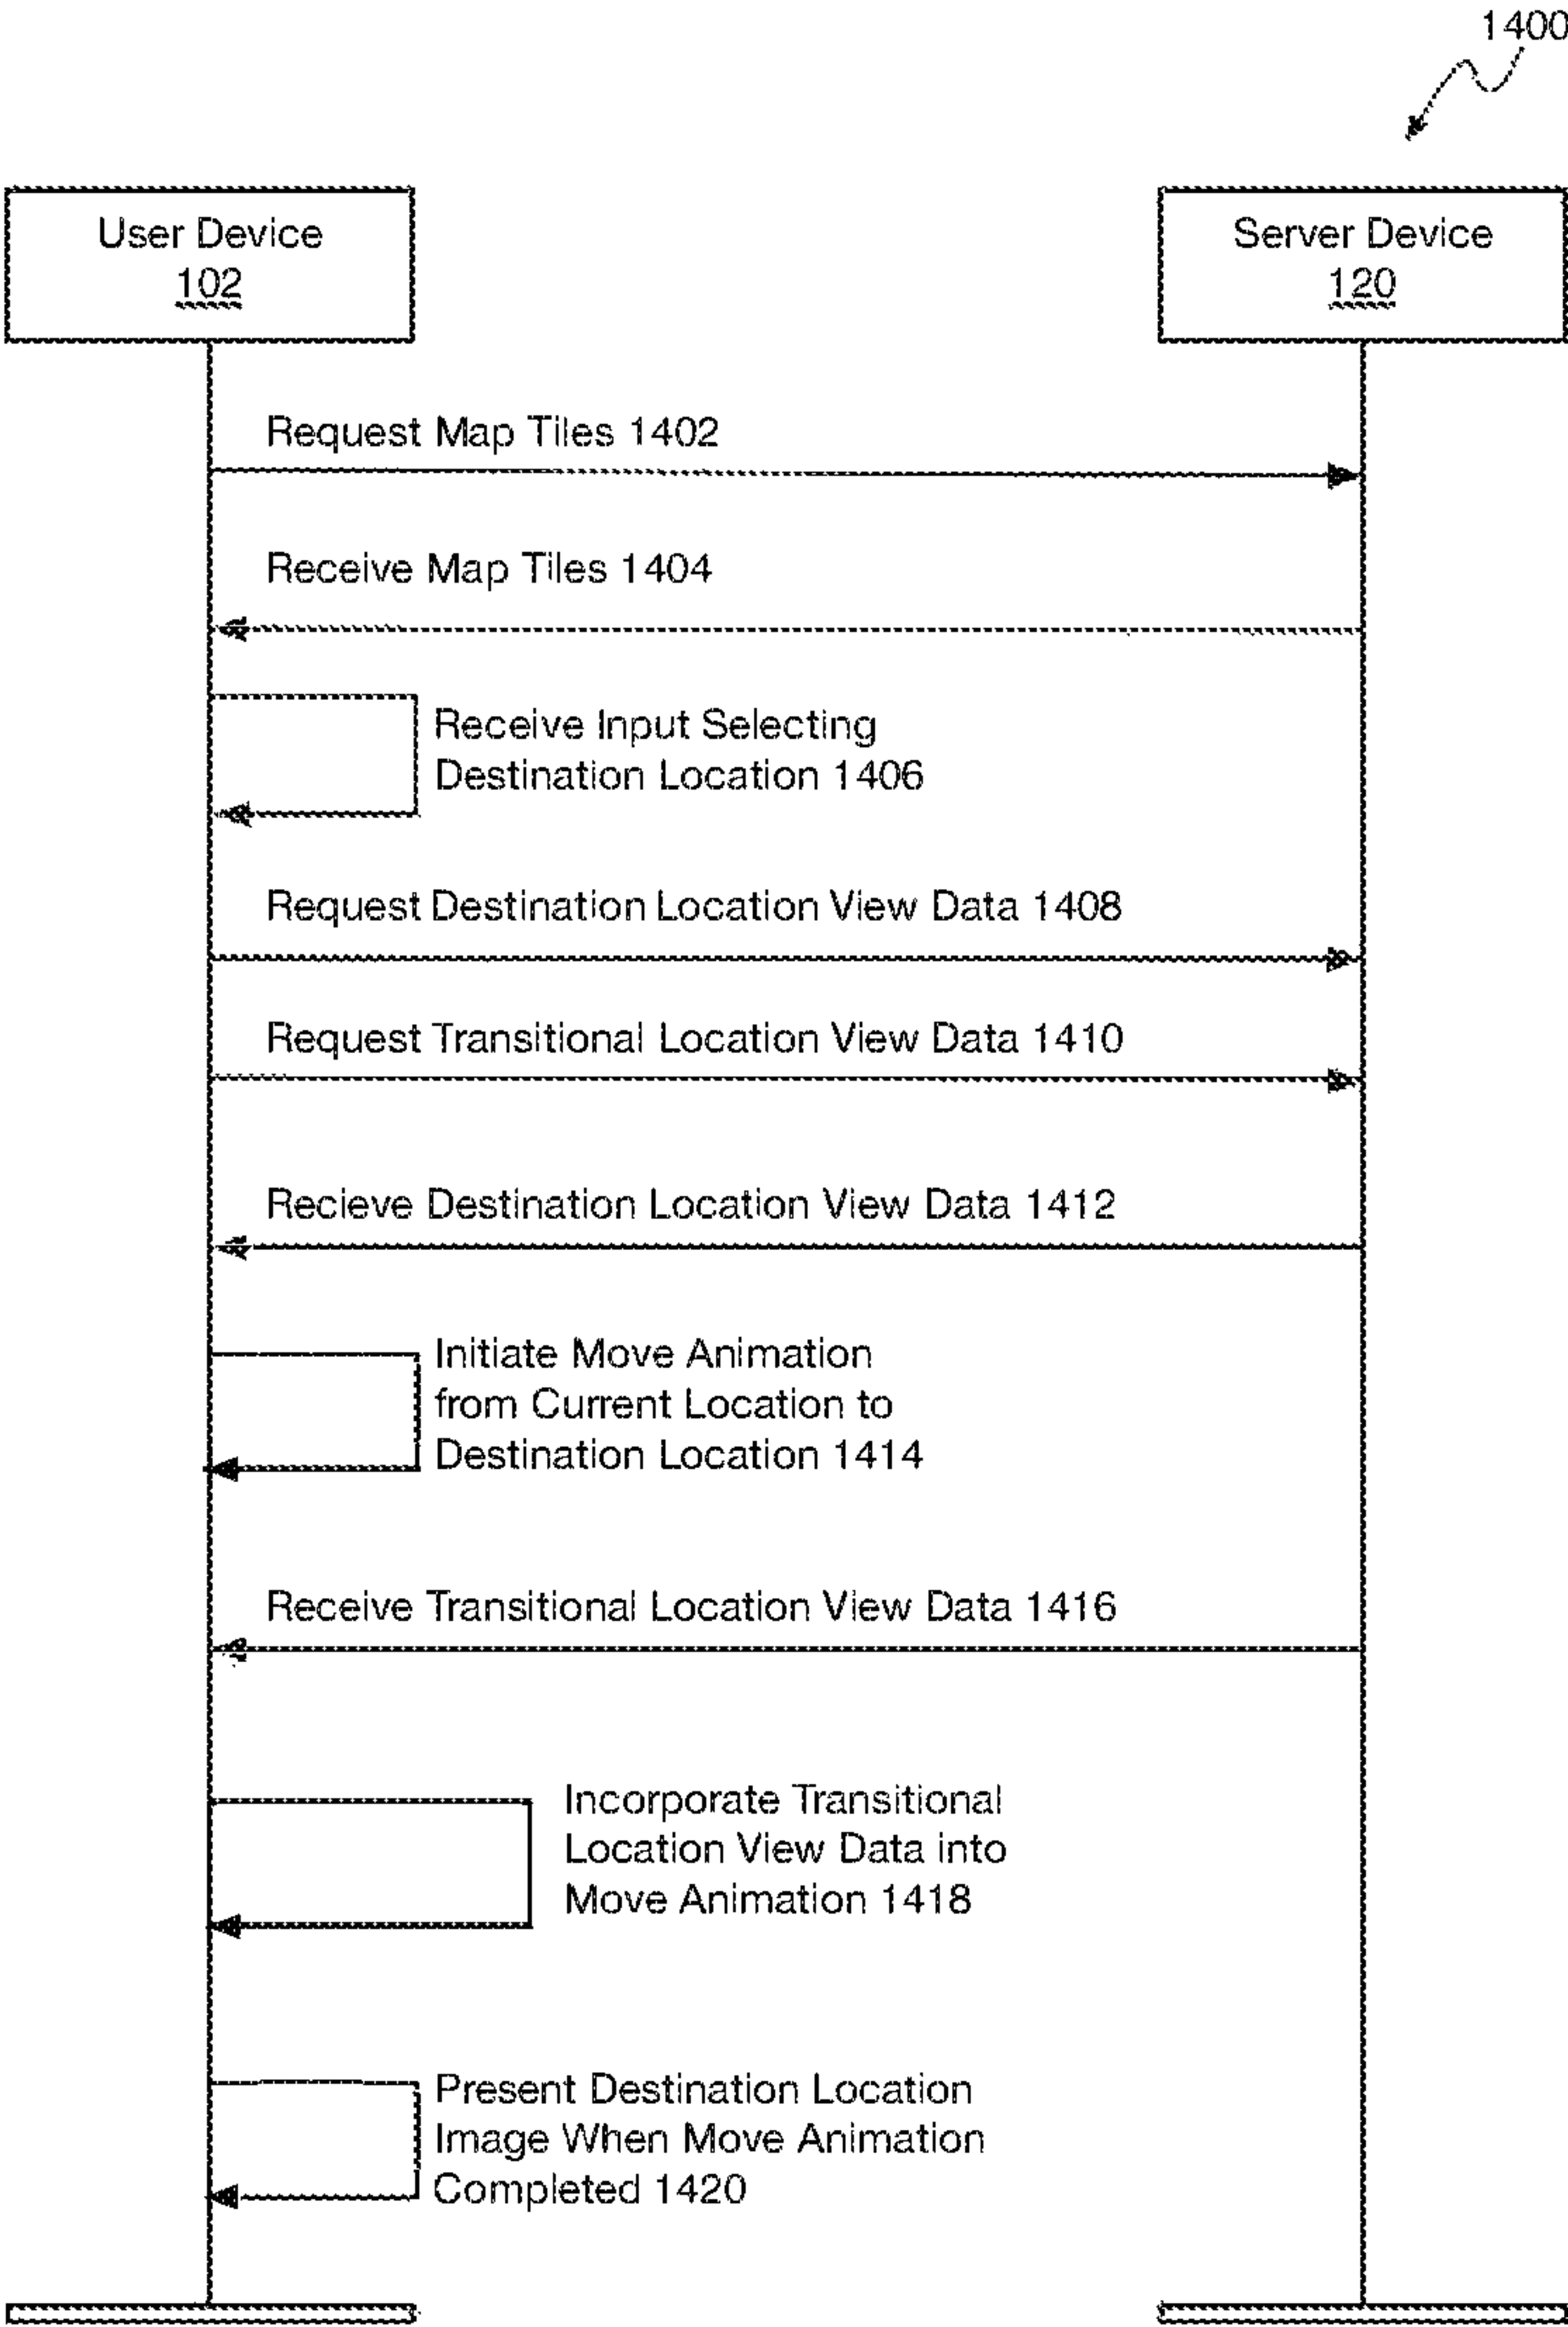 1400
User Device
102
Server Device
120
Request Map Tiles 1402
Receive Map Tiles 1404
Receive Input Selecting
Destination Location 1406
Request Destination Location View Data 1408
Request Transitional Location View Data 1410
Recieve Destination Location View Data 1412
Initiate Move Animation
from Current Location to
Destination Location 1414
Receive Transitional Location View Data 1416
Incorporate Transitional
Location View Data into
Move Animation 1418
Present Destination Location
Image When Move Animation
Completed 1420